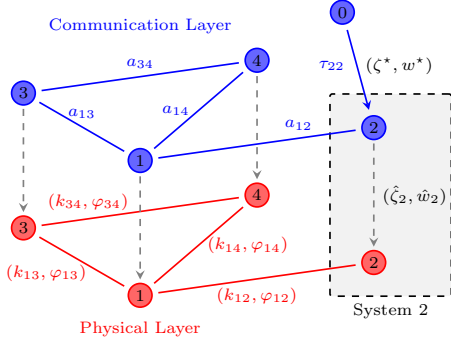 0
Communication Layer
τ₂₂ (ζ*, w*)
a₃₄
4
3
a₁₃
a₁₄
a₁₂
2
1
(k₃₄, φ₃₄)
4
(ζ̂₂, ŵ₂)
3
(k₁₄, φ₁₄)
(k₁₃, φ₁₃)
2
(k₁₂, φ₁₂)
1
System 2
Physical Layer